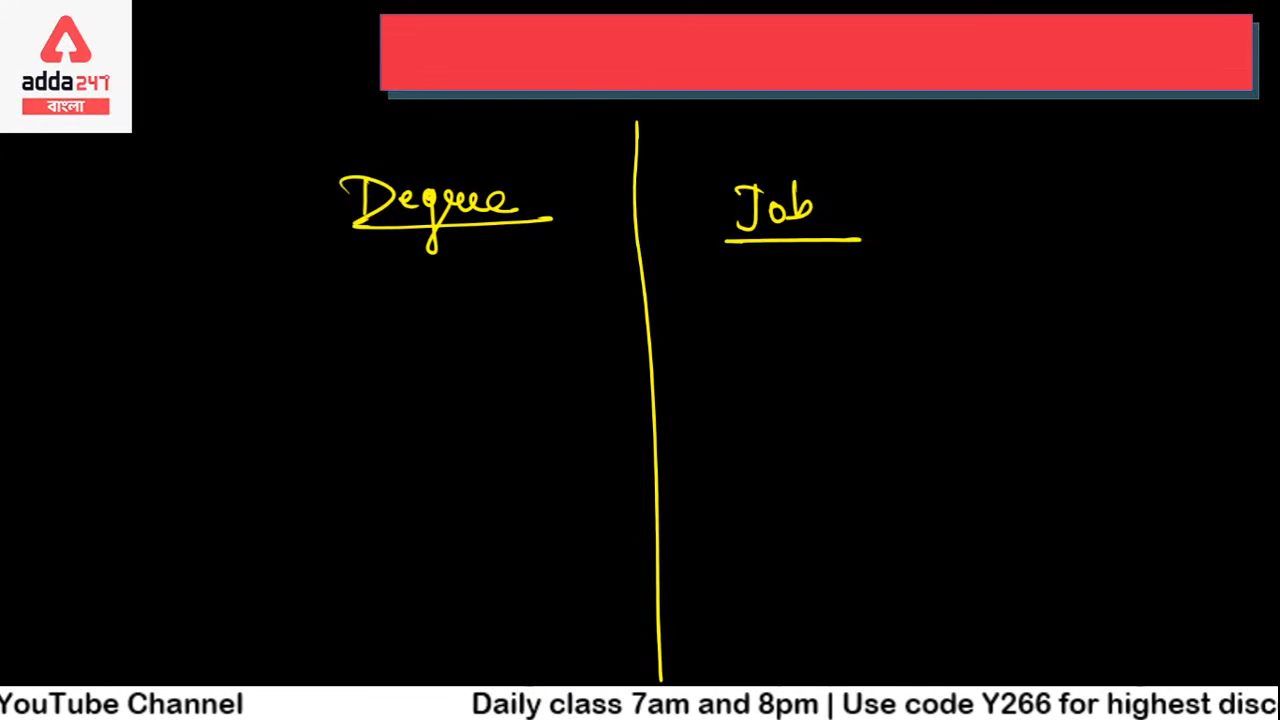 adda247
বাংলা
Degree
Job
YouTube Channel
Daily class 7am and 8pm | Use code Y266 for highest disc